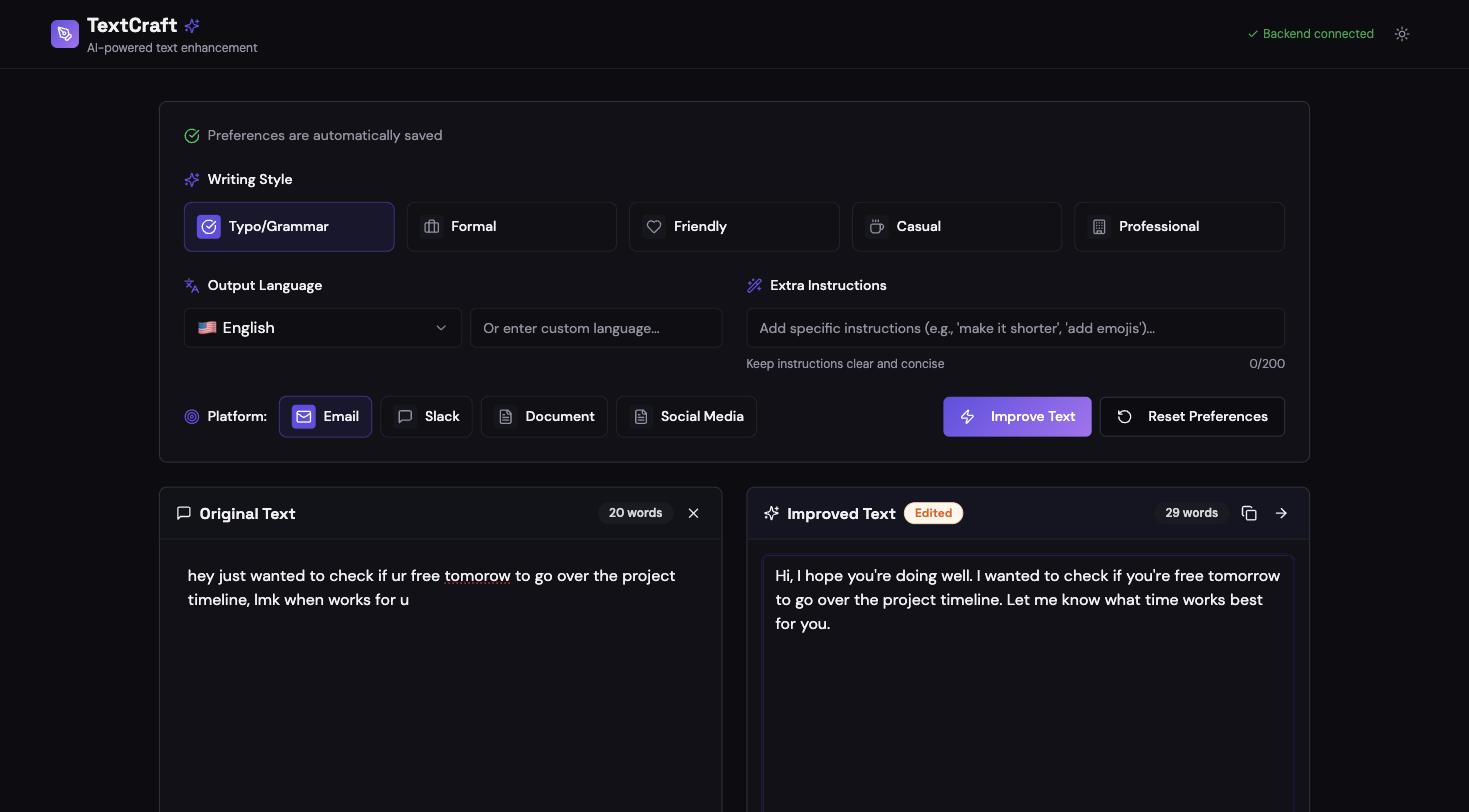 TextCraft
AI-powered text enhancement
Backend connected
Preferences are automatically saved
Writing Style
Typo/Grammar
Formal
Friendly
Casual
Professional
Output Language
Extra Instructions
English
Or enter custom language...
Add specific instructions (e.g., 'make it shorter', 'add emojis')...
Keep instructions clear and concise
0/200
Platform:
Email
Slack
Document
Social Media
Improve Text
Reset Preferences
Original Text
20 words
hey just wanted to check if ur free tomorow to go over the project
timeline, lmk when works for u
Improved Text
Edited
29 words
Hi, I hope you're doing well. I wanted to check if you're free tomorrow
to go over the project timeline. Let me know what time works best
for you.